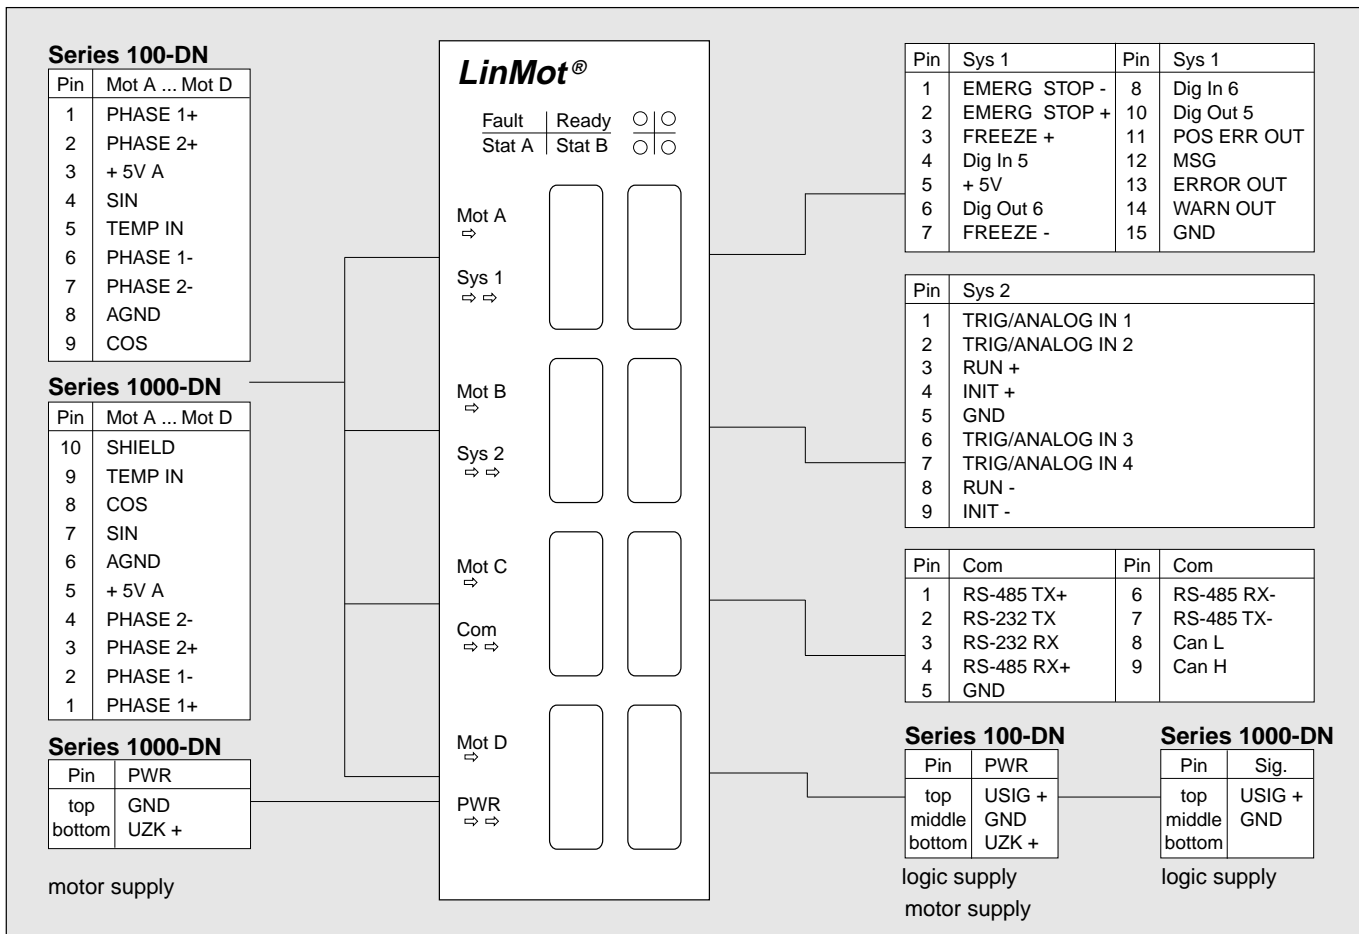 Series 100-DN
Pin Mot A ... Mot D
1 PHASE 1+
2 PHASE 2+
3 + 5V A
4 SIN
5 TEMP IN
6 PHASE 1-
7 PHASE 2-
8 AGND
9 COS
Series 1000-DN
Pin Mot A ... Mot D
10 SHIELD
9 TEMP IN
8 COS
7 SIN
6 AGND
5 + 5V A
4 PHASE 2-
3 PHASE 2+
2 PHASE 1-
1 PHASE 1+
Series 1000-DN
Pin PWR
top GND
bottom UZK +
motor supply
LinMot ®
Fault Ready
Stat A Stat B
Mot A
⇨
Sys 1
⇨ ⇨
Mot B
⇨
Sys 2
⇨ ⇨
Mot C
⇨
Com
⇨ ⇨
Mot D
⇨
PWR
⇨ ⇨
Pin Sys 1 Pin Sys 1
1 EMERG STOP - 8 Dig In 6
2 EMERG STOP + 10 Dig Out 5
3 FREEZE + 11 POS ERR OUT
4 Dig In 5 12 MSG
5 + 5V 13 ERROR OUT
6 Dig Out 6 14 WARN OUT
7 FREEZE - 15 GND
Pin Sys 2
1 TRIG/ANALOG IN 1
2 TRIG/ANALOG IN 2
3 RUN +
4 INIT +
5 GND
6 TRIG/ANALOG IN 3
7 TRIG/ANALOG IN 4
8 RUN -
9 INIT -
Pin Com Pin Com
1 RS-485 TX+ 6 RS-485 RX-
2 RS-232 TX 7 RS-485 TX-
3 RS-232 RX 8 Can L
4 RS-485 RX+ 9 Can H
5 GND
Series 100-DN
Pin PWR
top USIG +
middle GND
bottom UZK +
logic supply
motor supply
Series 1000-DN
Pin Sig.
top USIG +
middle GND
bottom
logic supply